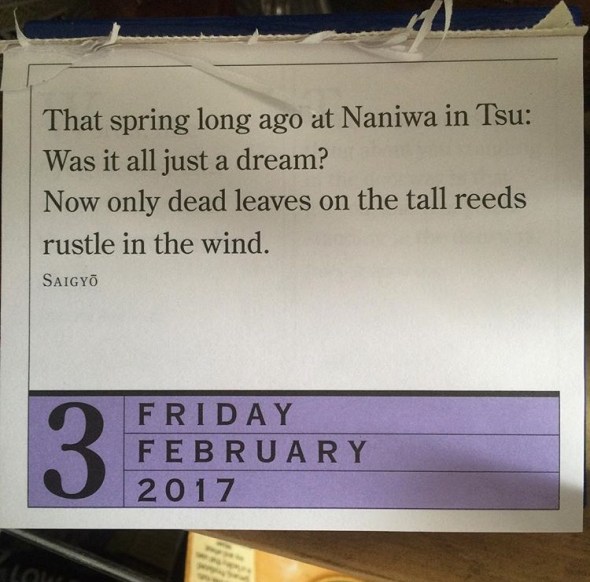 That spring long ago at Naniwa in Tsu:
Was it all just a dream?
Now only dead leaves on the tall reeds
rustle in the wind.
SAIGYŌ
3
FRIDAY
FEBRUARY
2017